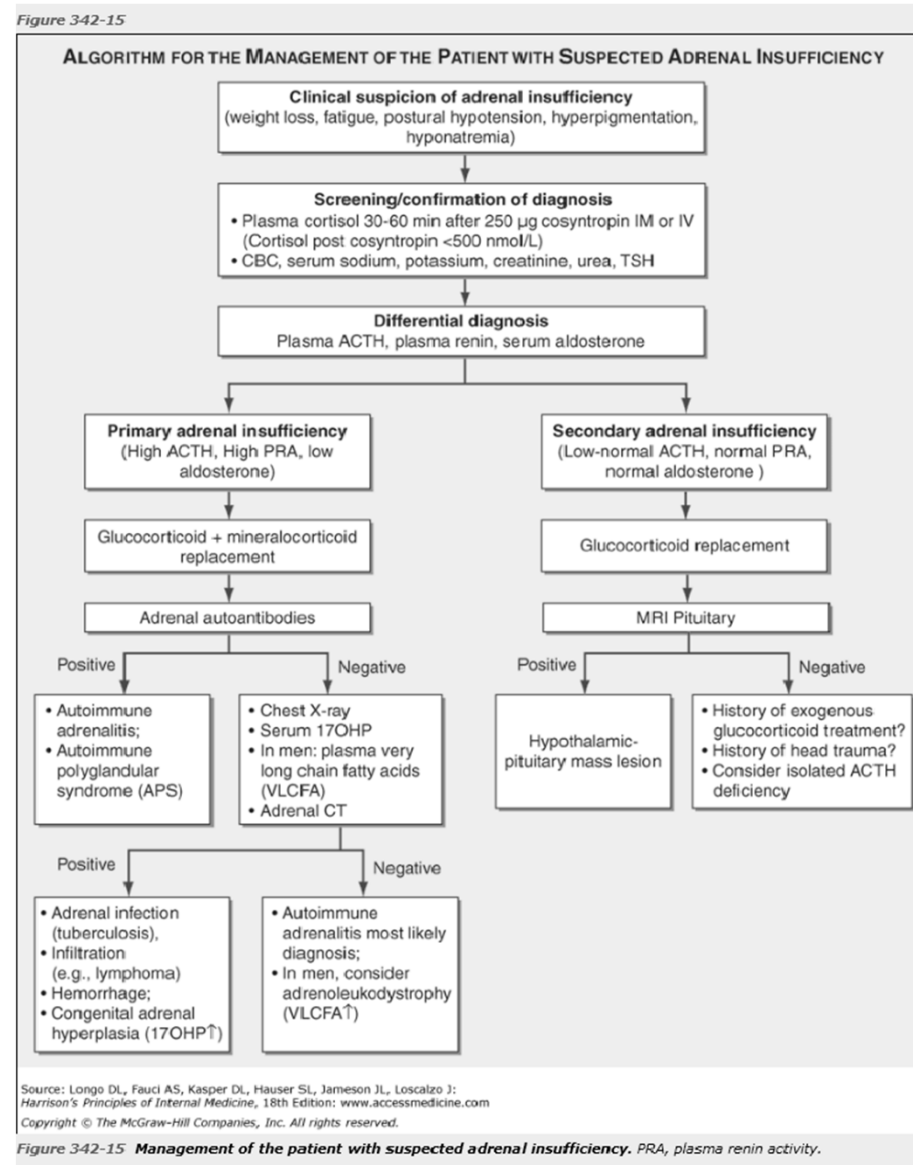 Figure 342-15
ALGORITHM FOR THE MANAGEMENT OF THE PATIENT WITH SUSPECTED ADRENAL INSUFFICIENCY
Clinical suspicion of adrenal insufficiency
(weight loss, fatigue, postural hypotension, hyperpigmentation,
hyponatremia)
Screening/confirmation of diagnosis
• Plasma cortisol 30-60 min after 250 µg cosyntropin IM or IV
(Cortisol post cosyntropin <500 nmol/L)
• CBC, serum sodium, potassium, creatinine, urea, TSH
Differential diagnosis
Plasma ACTH, plasma renin, serum aldosterone
Primary adrenal insufficiency
(High ACTH, High PRA, low
aldosterone)
Glucocorticoid + mineralocorticoid
replacement
Adrenal autoantibodies
Positive
Negative
• Autoimmune
adrenalitis;
• Autoimmune
polyglandular
syndrome (APS)
• Chest X-ray
• Serum 17OHP
• In men: plasma very
long chain fatty acids
(VLCFA)
• Adrenal CT
Positive
Negative
• Adrenal infection
(tuberculosis),
• Infiltration
(e.g., lymphoma)
• Hemorrhage;
• Congenital adrenal
hyperplasia (17OHP↑)
• Autoimmune
adrenalitis most likely
diagnosis;
• In men, consider
adrenoleukodystrophy
(VLCFA↑)
Secondary adrenal insufficiency
(Low-normal ACTH, normal PRA,
normal aldosterone )
Glucocorticoid replacement
MRI Pituitary
Positive
Negative
Hypothalamic-
pituitary mass lesion
• History of exogenous
glucocorticoid treatment?
• History of head trauma?
• Consider isolated ACTH
deficiency
Source: Longo DL, Fauci AS, Kasper DL, Hauser SL, Jameson JL, Loscalzo J:
Harrison's Principles of Internal Medicine, 18th Edition: www.accessmedicine.com
Copyright © The McGraw-Hill Companies, Inc. All rights reserved.
Figure 342-15 Management of the patient with suspected adrenal insufficiency. PRA, plasma renin activity.